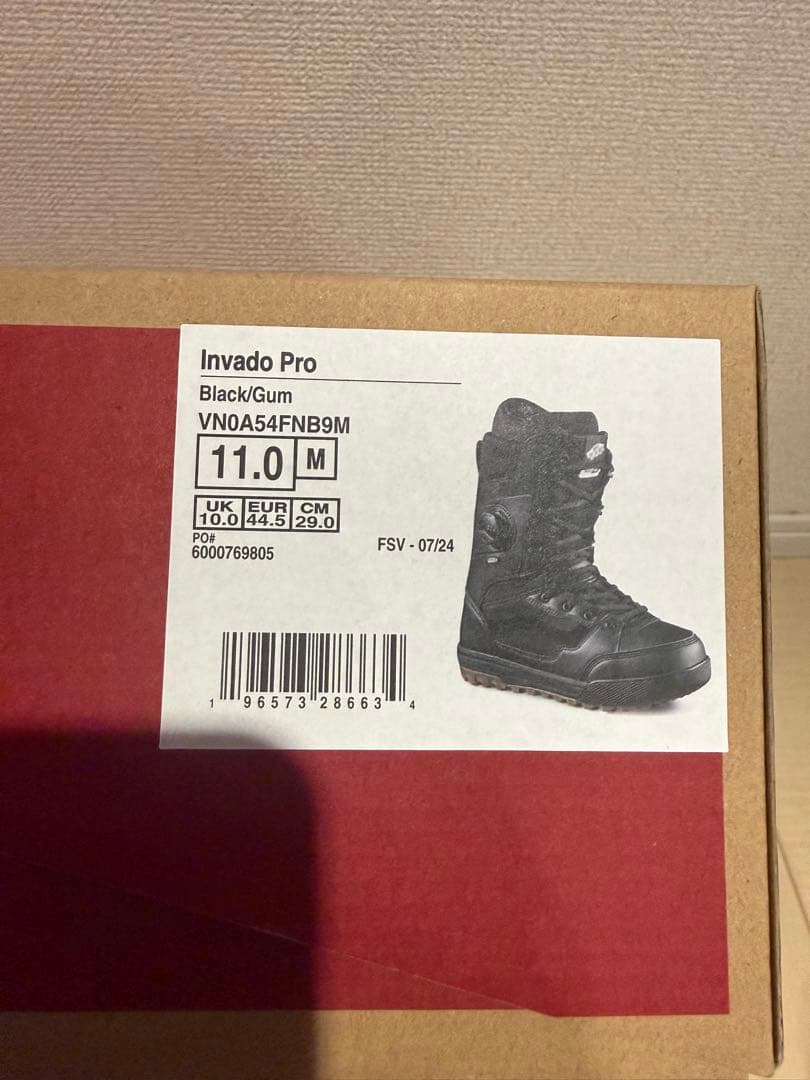 Invado Pro
Black/Gum
VN0A54FNB9M
11.0 M
UK EUR CM
10.0 44.5 29.0
PO#
6000769805
FSV - 07/24
1 96573 28663 4